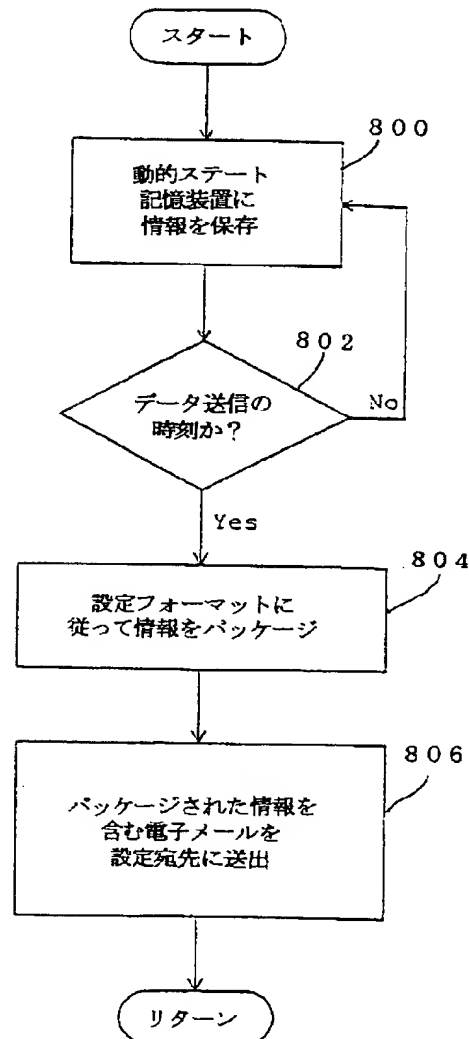 スタート
800
動的ステート
記憶装置に
情報を保存
802
データ送信の
時刻か？
No
Yes
804
設定フォーマットに
従って情報をパッケージ
806
パッケージされた情報を
含む電子メールを
設定宛先に送出
リターン